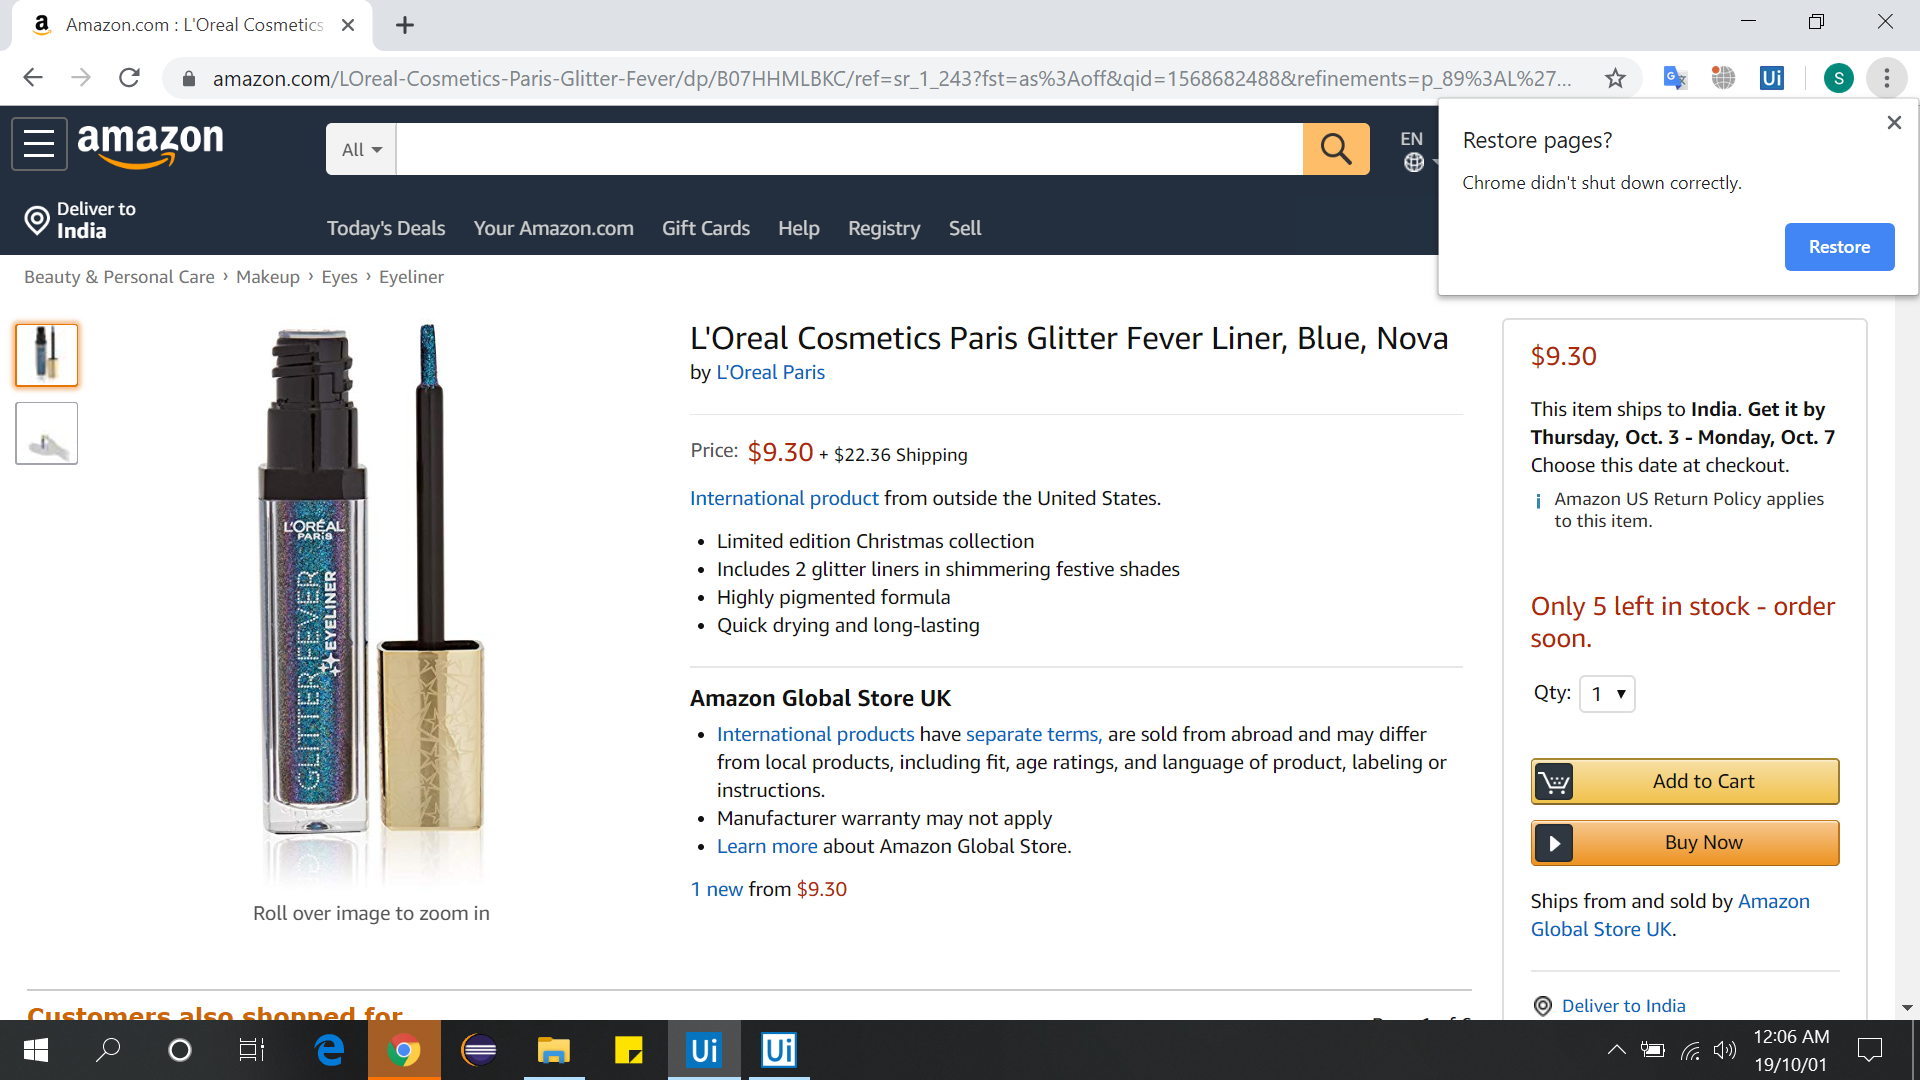 Amazon.com : L'Oreal Cosmetics
amazon.com/LOreal-Cosmetics-Paris-Glitter-Fever/dp/B07HHMLBKC/ref=sr_1_243?fst=as%3Aoff&qid=1568682488&refinements=p_89%3AL%27...
S
Restore pages?
Chrome didn't shut down correctly.
Restore
amazon
All
EN
Deliver to
India
Today's Deals
Your Amazon.com
Gift Cards
Help
Registry
Sell
Beauty & Personal Care › Makeup › Eyes › Eyeliner
L'ORÉAL
PARIS
GLITTER FEVER
EYELINER
Roll over image to zoom in
L'Oreal Cosmetics Paris Glitter Fever Liner, Blue, Nova
by L'Oreal Paris
Price: $9.30 + $22.36 Shipping
International product from outside the United States.
• Limited edition Christmas collection
• Includes 2 glitter liners in shimmering festive shades
• Highly pigmented formula
• Quick drying and long-lasting
Amazon Global Store UK
• International products have separate terms, are sold from abroad and may differ
from local products, including fit, age ratings, and language of product, labeling or
instructions.
• Manufacturer warranty may not apply
• Learn more about Amazon Global Store.
1 new from $9.30
$9.30
This item ships to India. Get it by
Thursday, Oct. 3 - Monday, Oct. 7
Choose this date at checkout.
Amazon US Return Policy applies
to this item.
Only 5 left in stock - order
soon.
Qty: 1
Add to Cart
Buy Now
Ships from and sold by Amazon
Global Store UK.
Deliver to India
Customers also shopped for
Page 1 of 6
Ui
Ui
Ui
12:06 AM
19/10/01